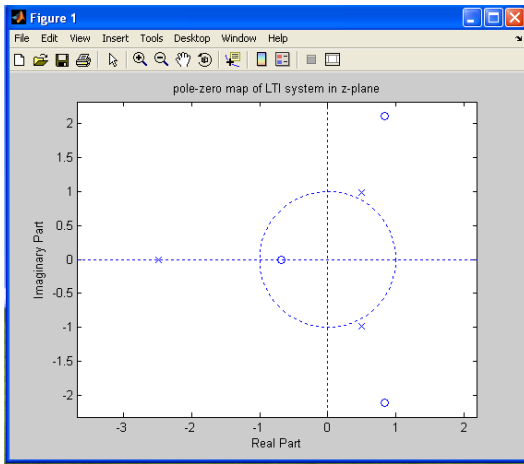 Figure 1
File Edit View Insert Tools Desktop Window Help
pole-zero map of LTI system in z-plane
2
1.5
1
0.5
0
-0.5
-1
-1.5
-2
Imaginary Part
-3 -2 -1 0 1 2
Real Part